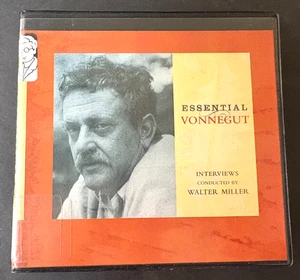 ESSENTIAL
VONNEGUT
INTERVIEWS
CONDUCTED BY
WALTER MILLER